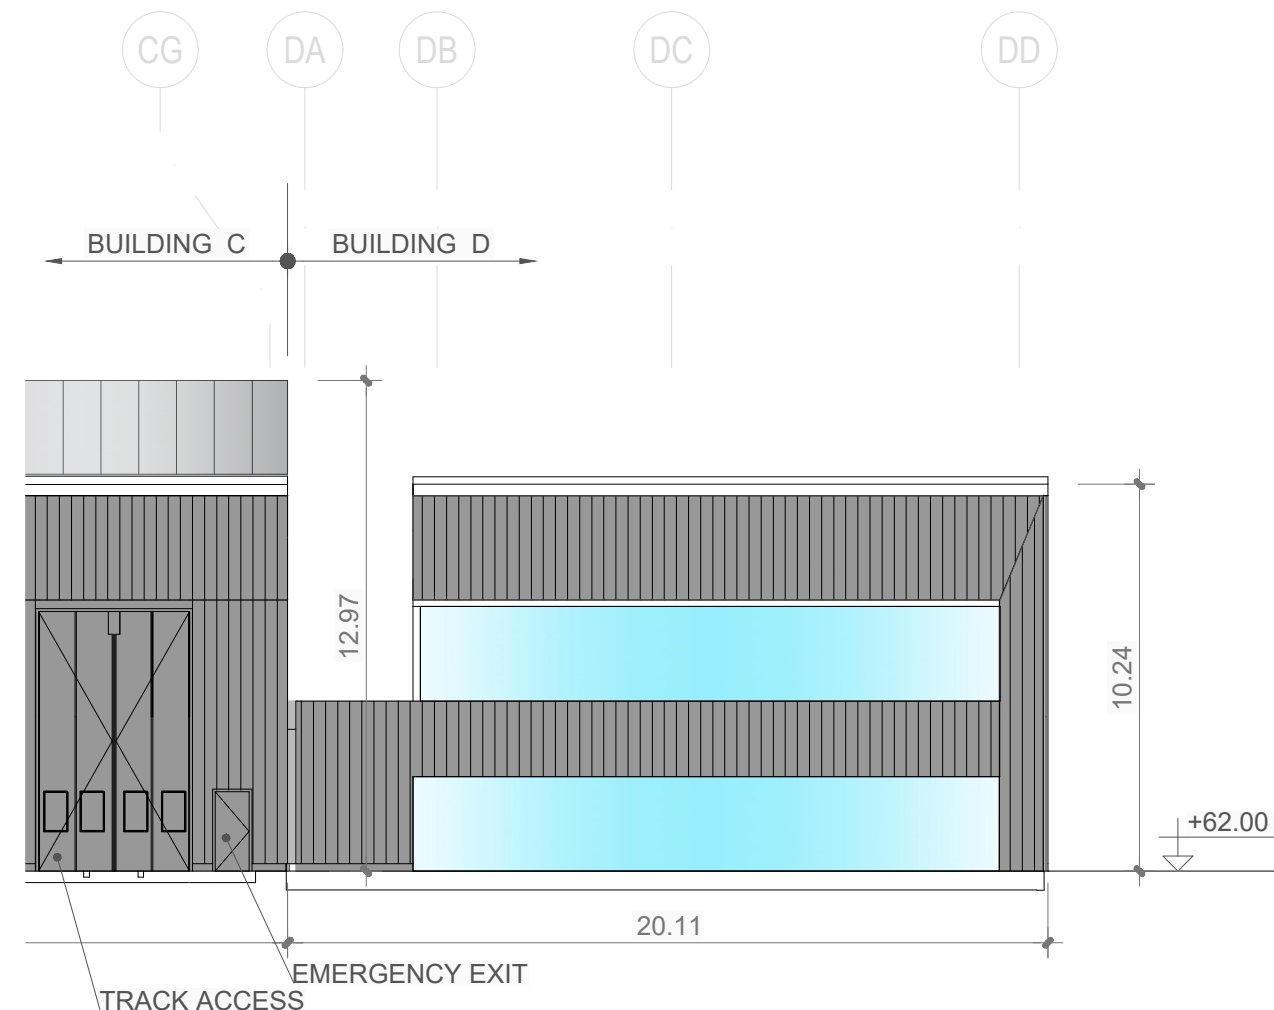 CG DA DB DC DD
BUILDING C BUILDING D
12.97
10.24
+62.00
20.11
EMERGENCY EXIT
TRACK ACCESS